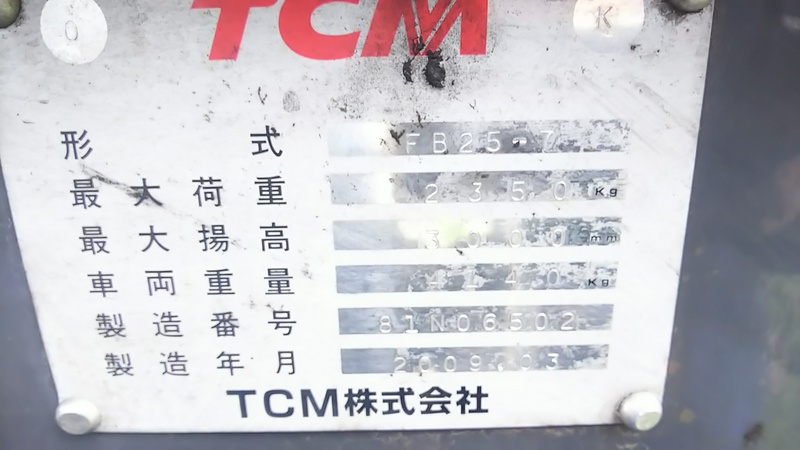 O TCM K
形式 FB25-7
最大荷重 2350 Kg
最大揚高 3000 mm
車両重量 Kg
製造番号 81N06502
製造年月 2009.03
TCM株式会社